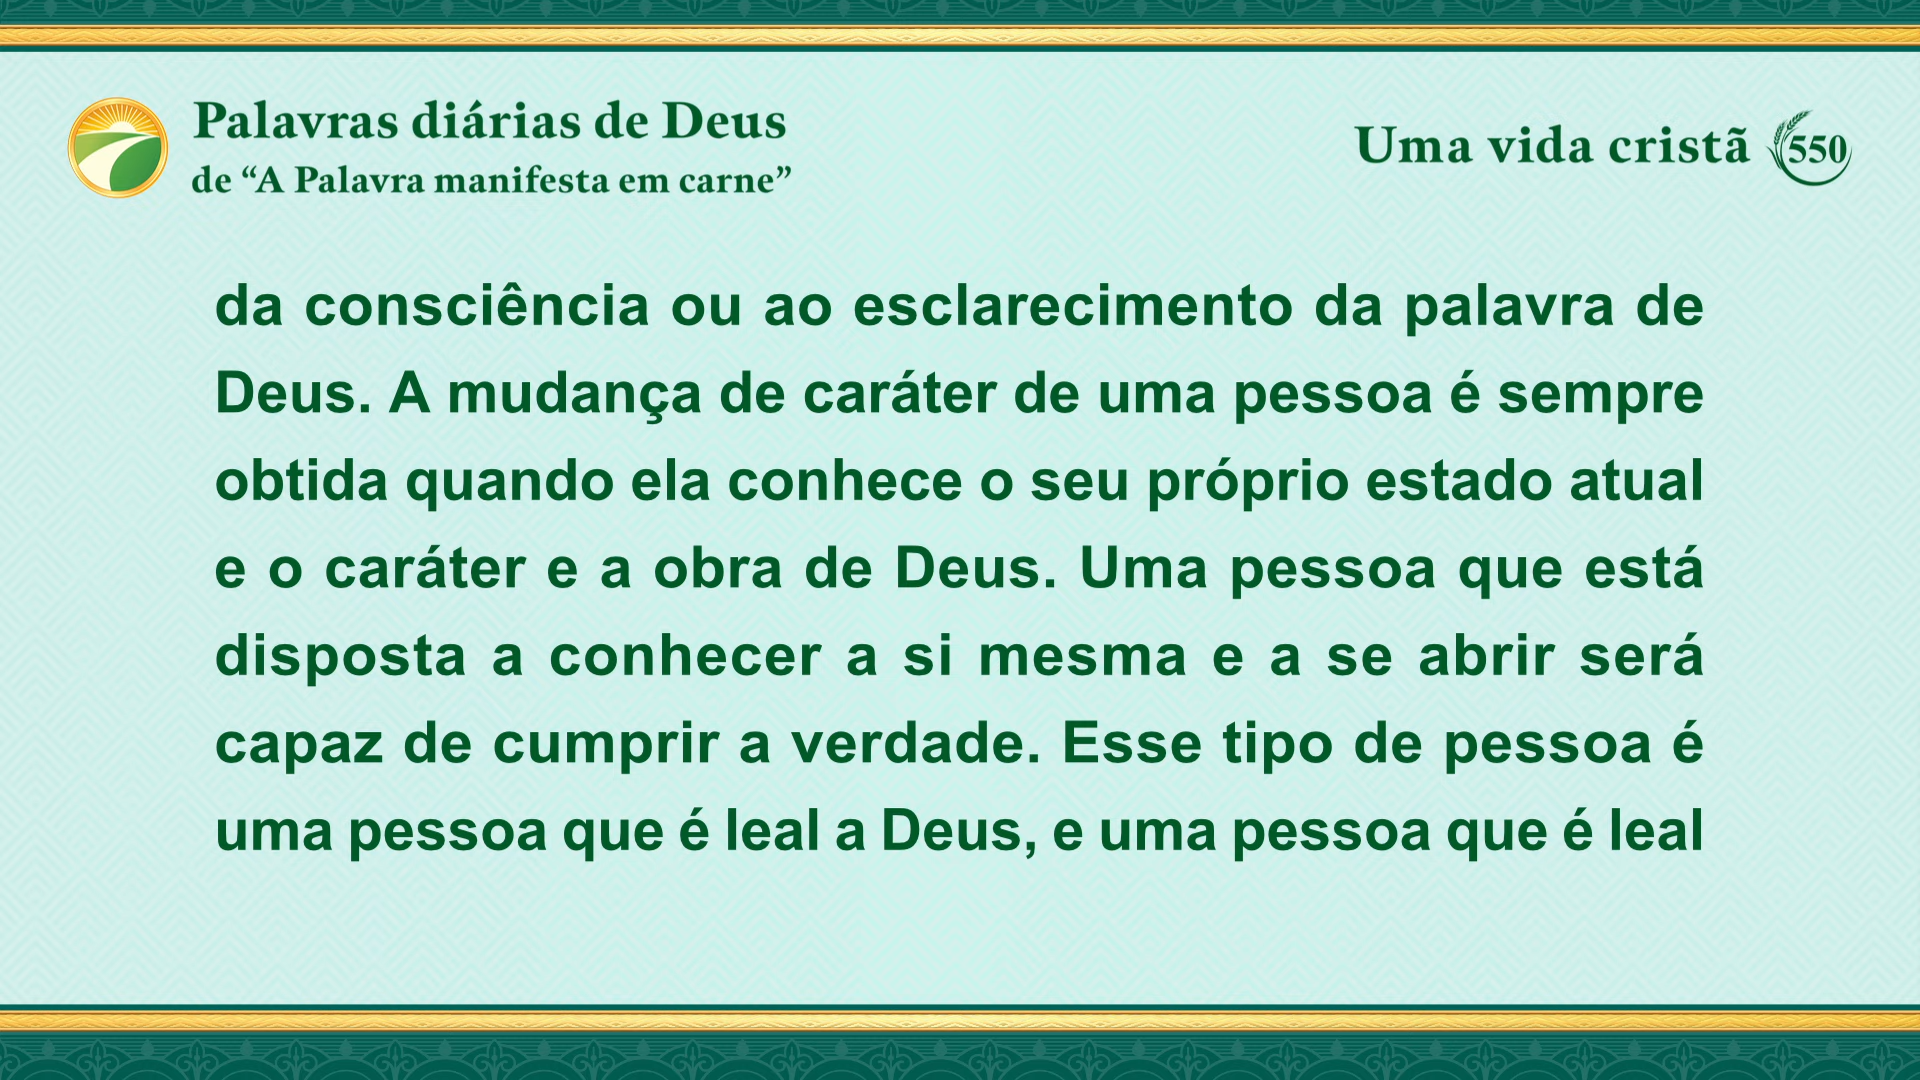 Palavras diárias de Deus
de “A Palavra manifesta em carne”
Uma vida cristã 550
da consciência ou ao esclarecimento da palavra de
Deus. A mudança de caráter de uma pessoa é sempre
obtida quando ela conhece o seu próprio estado atual
e o caráter e a obra de Deus. Uma pessoa que está
disposta a conhecer a si mesma e a se abrir será
capaz de cumprir a verdade. Esse tipo de pessoa é
uma pessoa que é leal a Deus, e uma pessoa que é leal